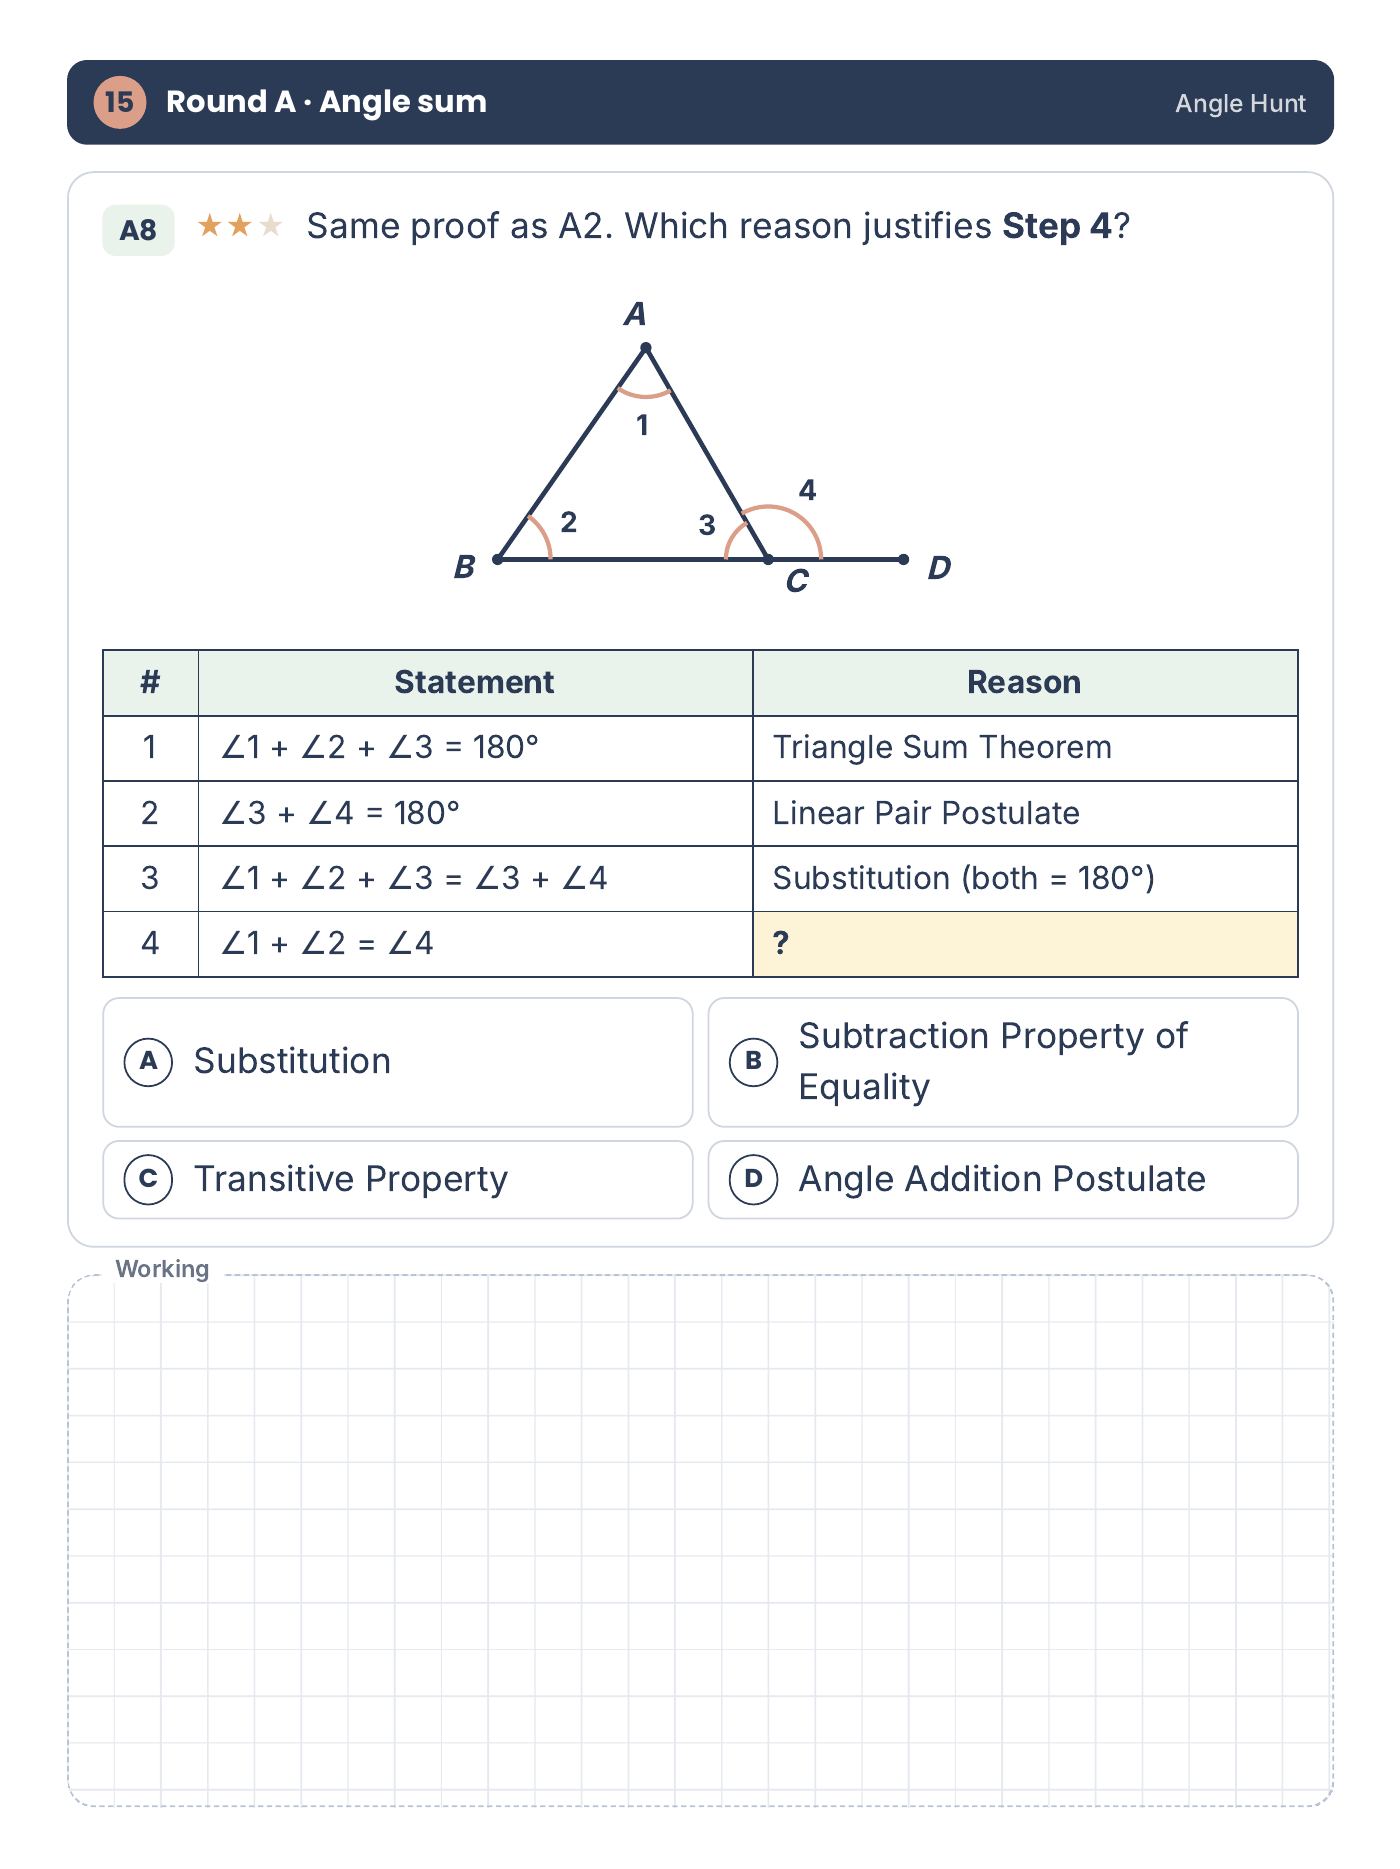 15 Round A · Angle sum Angle Hunt
A8 ★★★ Same proof as A2. Which reason justifies Step 4?
A
1
4
2 3
B C D
# Statement Reason
1 ∠1 + ∠2 + ∠3 = 180° Triangle Sum Theorem
2 ∠3 + ∠4 = 180° Linear Pair Postulate
3 ∠1 + ∠2 + ∠3 = ∠3 + ∠4 Substitution (both = 180°)
4 ∠1 + ∠2 = ∠4 ?
A Substitution
B Subtraction Property of
Equality
C Transitive Property
D Angle Addition Postulate
Working